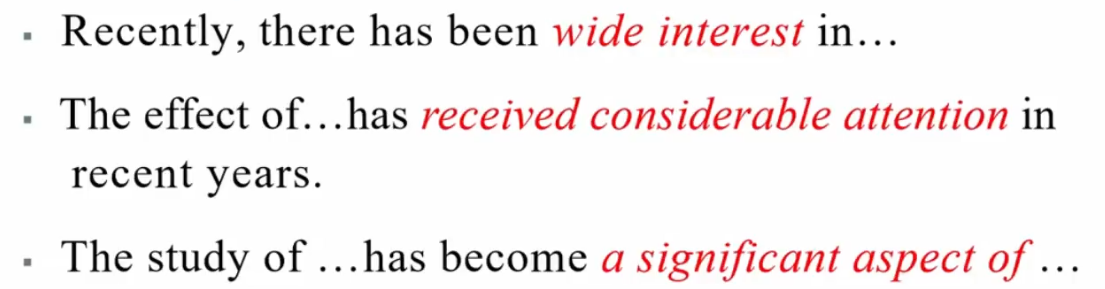 ▪ Recently, there has been wide interest in…
▪ The effect of…has received considerable attention in
recent years.
▪ The study of …has become a significant aspect of …